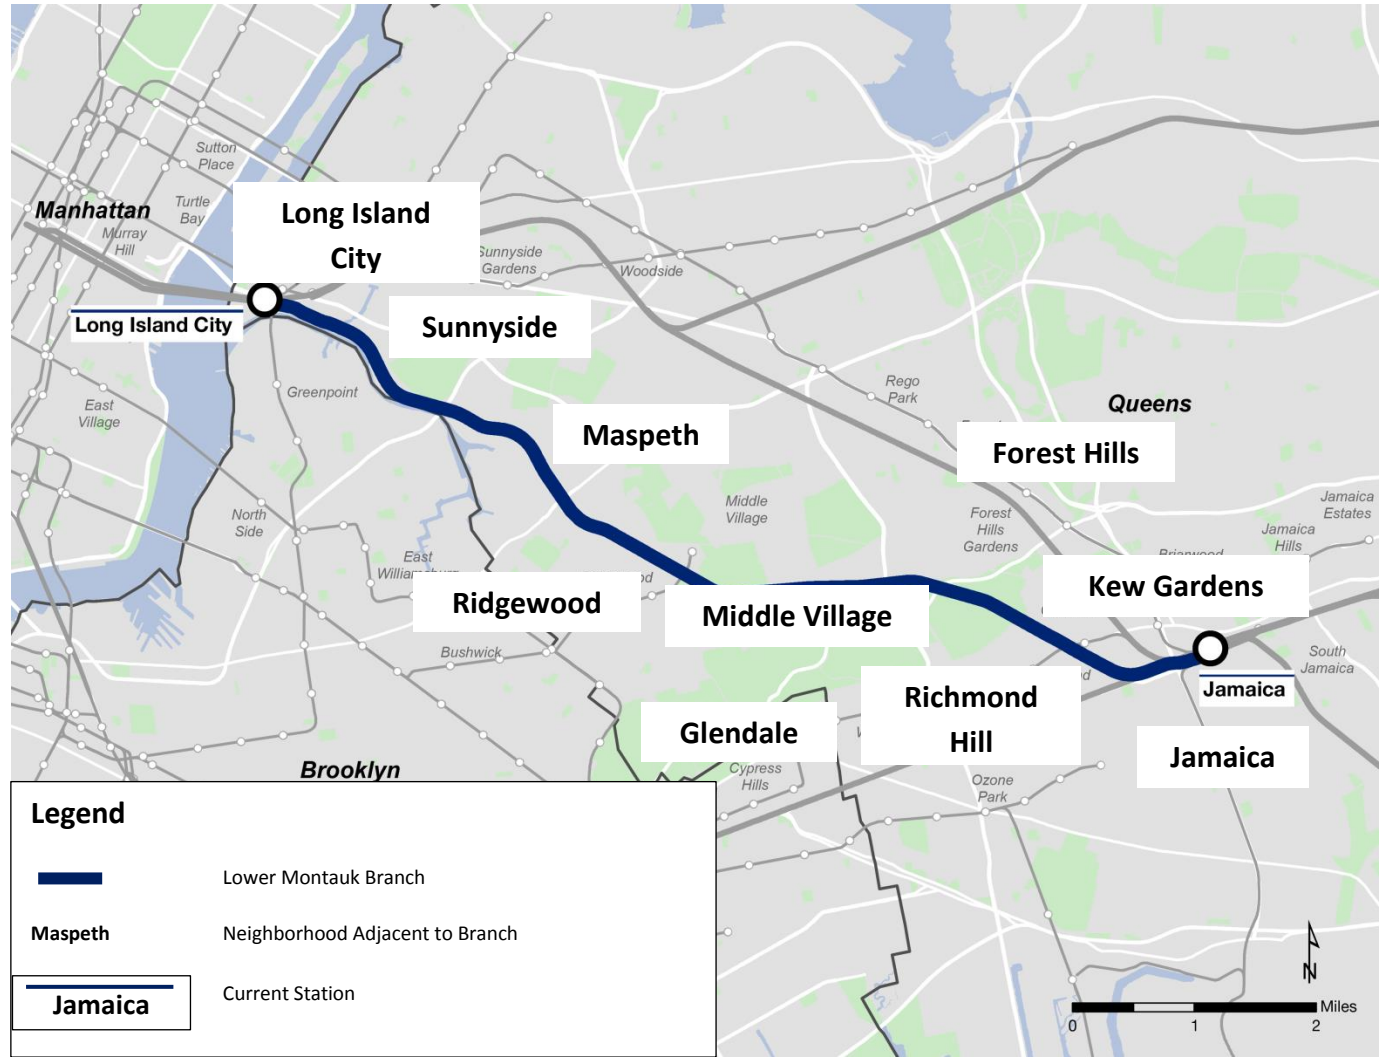 Sutton
Place
Manhattan
Turtle
Bay
Murray
Hill
Long Island
City
Sunnyside
Gardens
Woodside
Long Island City
Sunnyside
Greenpoint
East
Village
Rego
Park
Queens
Maspeth
Forest Hills
North
Side
Middle
Village
Forest
Hills
Gardens
Jamaica
Estates
Jamaica
Hills
Briarwood
East
Williamsburg
Ridgewood
Middle Village
Kew Gardens
Bushwick
South
Jamaica
Jamaica
Richmond
Hill
Glendale
Jamaica
Cypress
Hills
Ozone
Park
Brooklyn
Legend
Lower Montauk Branch
Maspeth
Neighborhood Adjacent to Branch
Jamaica
Current Station
N
Miles
0 1 2